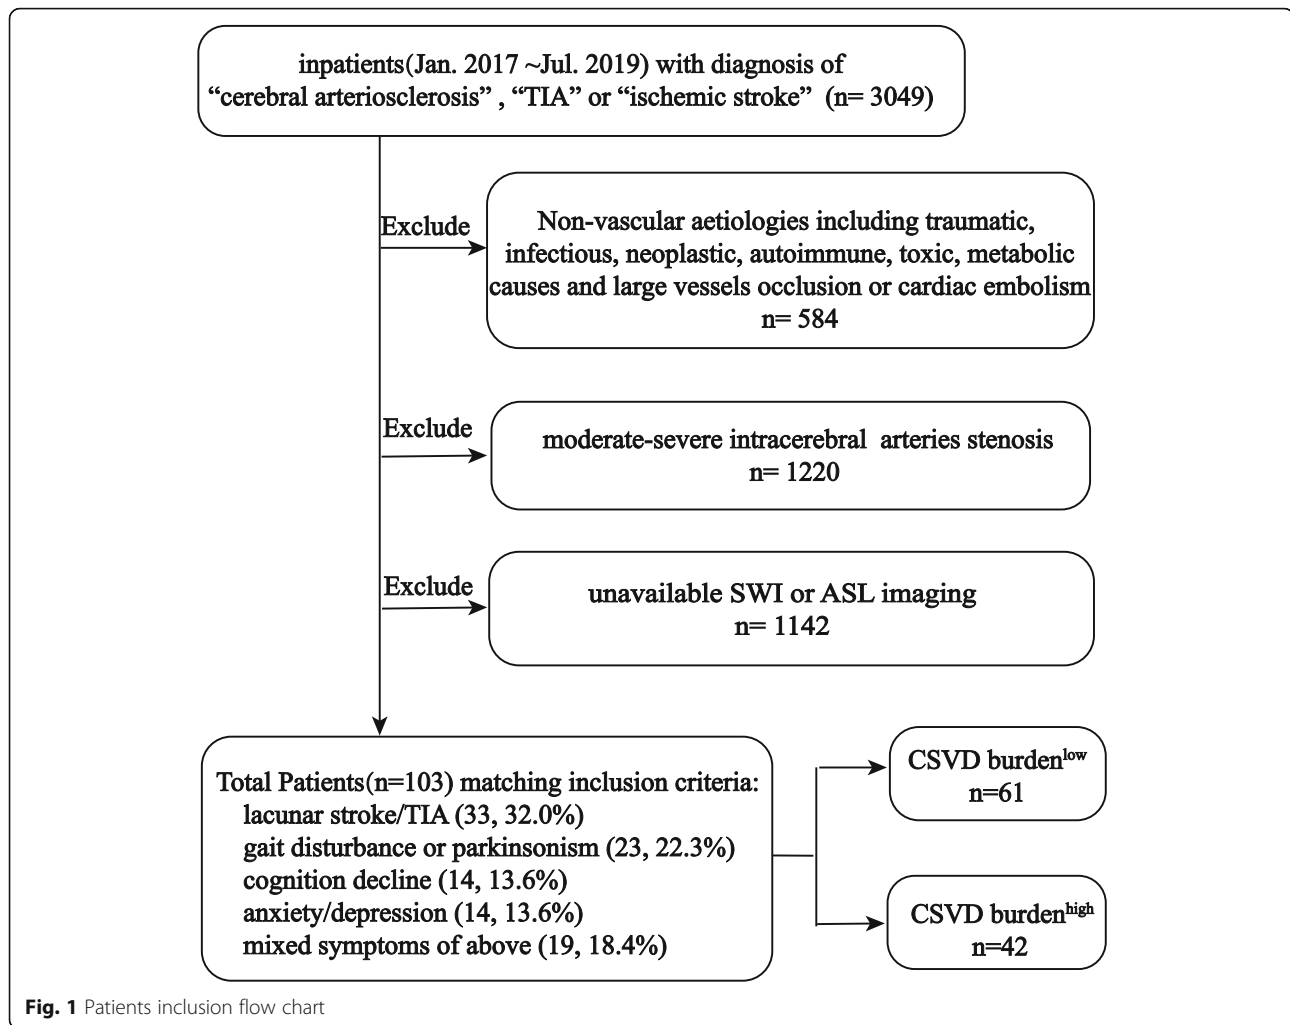 inpatients(Jan. 2017 ~Jul. 2019) with diagnosis of
“cerebral arteriosclerosis” , “TIA” or “ischemic stroke” (n= 3049)
Exclude
Non-vascular aetiologies including traumatic,
infectious, neoplastic, autoimmune, toxic, metabolic
causes and large vessels occlusion or cardiac embolism
n= 584
Exclude
moderate-severe intracerebral arteries stenosis
n= 1220
Exclude
unavailable SWI or ASL imaging
n= 1142
Total Patients(n=103) matching inclusion criteria:
lacunar stroke/TIA (33, 32.0%)
gait disturbance or parkinsonism (23, 22.3%)
cognition decline (14, 13.6%)
anxiety/depression (14, 13.6%)
mixed symptoms of above (19, 18.4%)
CSVD burdenlow
n=61
CSVD burdenhigh
n=42
Fig. 1 Patients inclusion flow chart